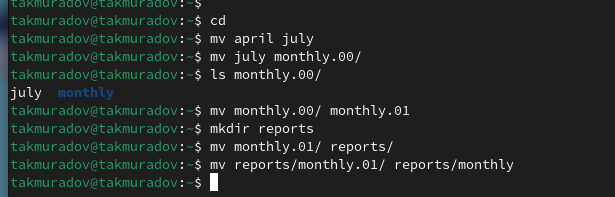 takmuradov@takmuradov:~$
takmuradov@takmuradov:~$ cd
takmuradov@takmuradov:~$ mv april july
takmuradov@takmuradov:~$ mv july monthly.00/
takmuradov@takmuradov:~$ ls monthly.00/
july  monthly
takmuradov@takmuradov:~$ mv monthly.00/ monthly.01
takmuradov@takmuradov:~$ mkdir reports
takmuradov@takmuradov:~$ mv monthly.01/ reports/
takmuradov@takmuradov:~$ mv reports/monthly.01/ reports/monthly
takmuradov@takmuradov:~$